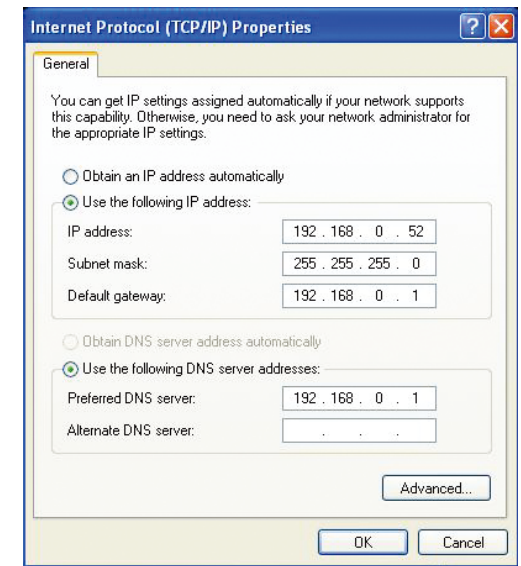 Internet Protocol (TCP/IP) Properties
General
You can get IP settings assigned automatically if your network supports
this capability. Otherwise, you need to ask your network administrator for
the appropriate IP settings.
Obtain an IP address automatically
Use the following IP address:
IP address: 192 . 168 . 0 . 52
Subnet mask: 255 . 255 . 255 . 0
Default gateway: 192 . 168 . 0 . 1
Obtain DNS server address automatically
Use the following DNS server addresses:
Preferred DNS server: 192 . 168 . 0 . 1
Alternate DNS server: . . .
Advanced...
OK Cancel